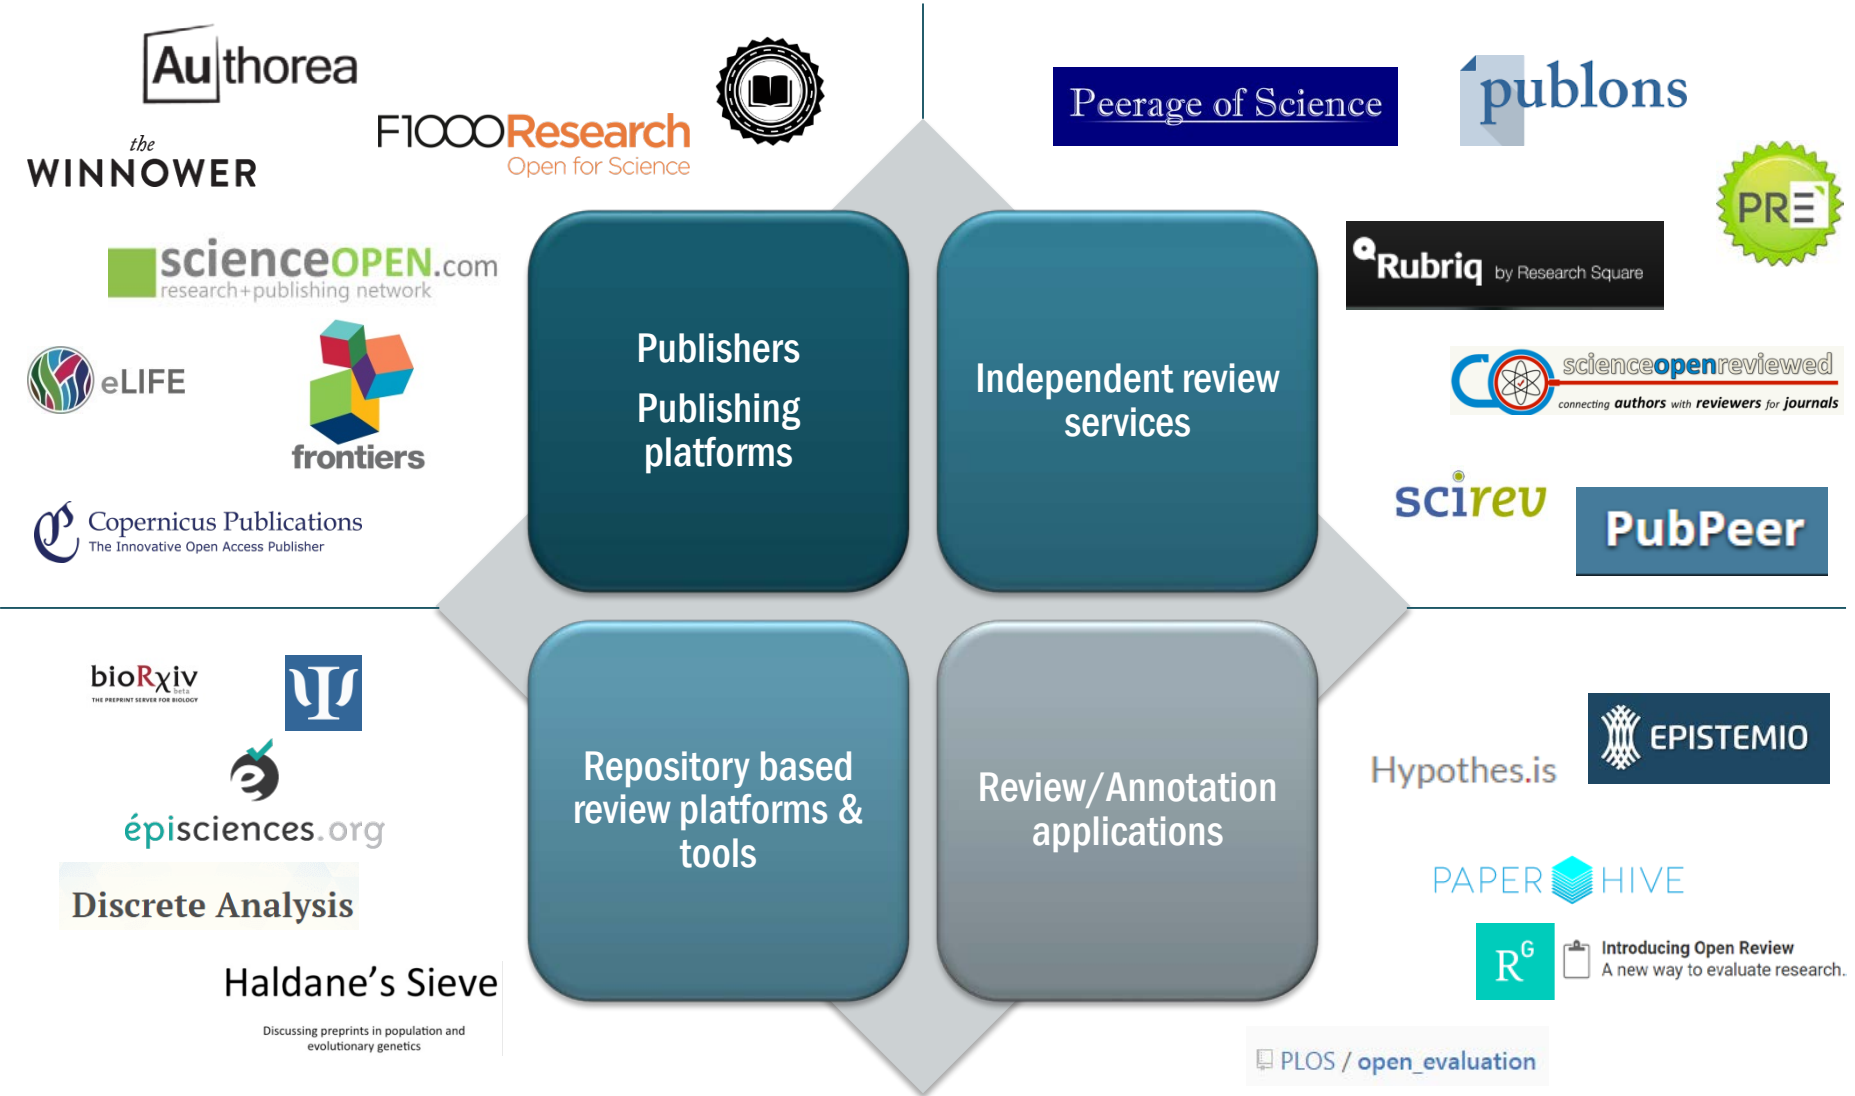 Authorea
the
WINNOWER
F1000Research
Open for Science
scienceOPEN.com
research+publishing network
eLIFE
frontiers
Copernicus Publications
The Innovative Open Access Publisher
Publishers
Publishing
platforms
Peerage of Science
publons
PRE
Rubriq by Research Square
scienceopenreviewed
connecting authors with reviewers for journals
scirev
PubPeer
Independent review
services
bioRχiv
beta
THE PREPRINT SERVER FOR BIOLOGY
Ψ
épisciences.org
Discrete Analysis
Haldane's Sieve
Discussing preprints in population and
evolutionary genetics
Repository based
review platforms &
tools
Review/Annotation
applications
EPISTEMIO
Hypothes.is
PAPER HIVE
RG
Introducing Open Review
A new way to evaluate research.
PLOS / open_evaluation